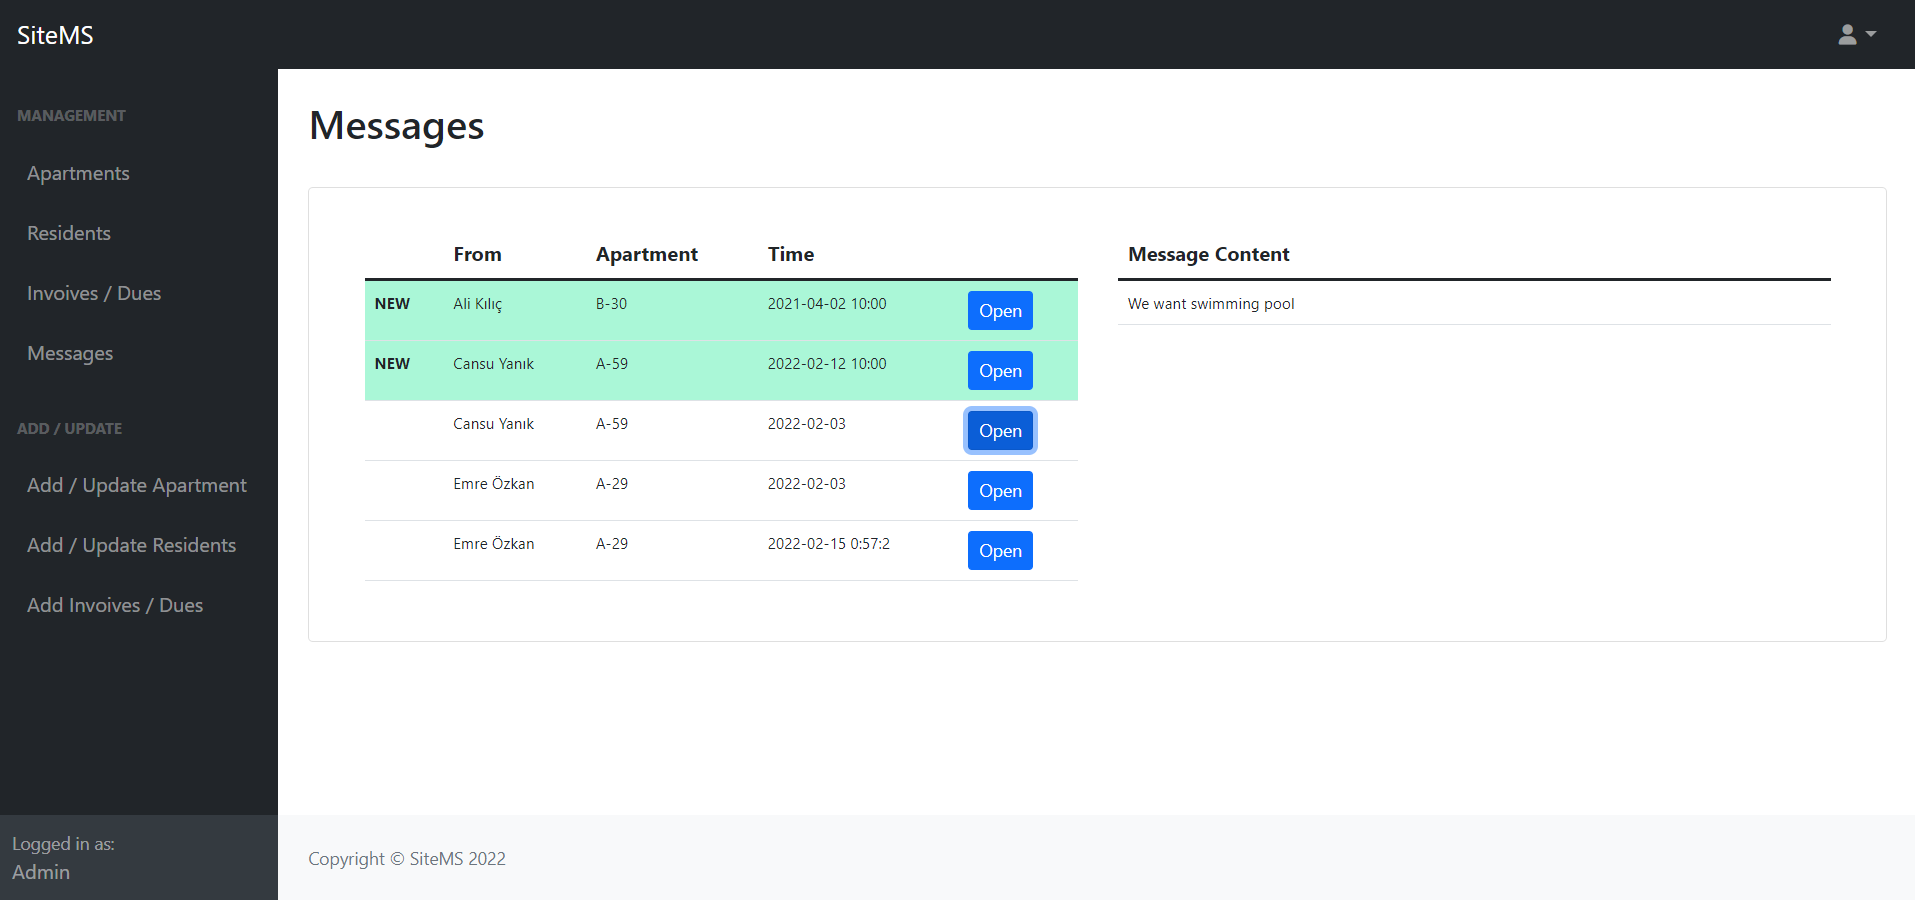 SiteMS
MANAGEMENT
Apartments
Residents
Invoives / Dues
Messages
ADD / UPDATE
Add / Update Apartment
Add / Update Residents
Add Invoives / Dues
Logged in as:
Admin
Messages
From Apartment Time
NEW Ali Kılıç B-30 2021-04-02 10:00 Open
NEW Cansu Yanık A-59 2022-02-12 10:00 Open
Cansu Yanık A-59 2022-02-03 Open
Emre Özkan A-29 2022-02-03 Open
Emre Özkan A-29 2022-02-15 0:57:2 Open
Message Content
We want swimming pool
Copyright © SiteMS 2022